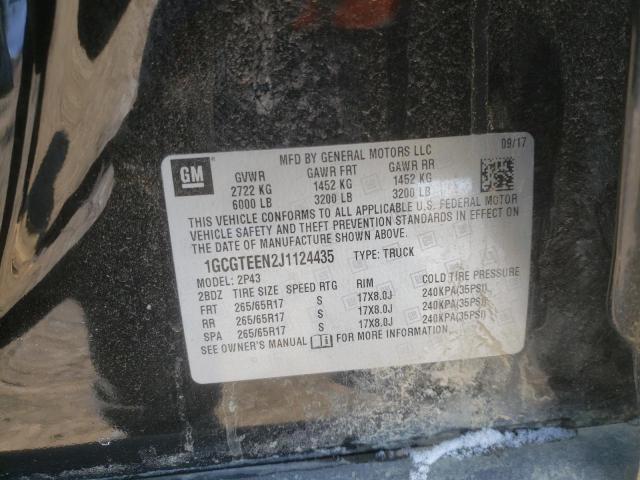 GM
MFD BY GENERAL MOTORS LLC
09/17
GVWR GAWR FRT GAWR RR
2722 KG 1452 KG 1452 KG
6000 LB 3200 LB 3200 LB
THIS VEHICLE CONFORMS TO ALL APPLICABLE U.S. FEDERAL MOTOR
VEHICLE SAFETY AND THEFT PREVENTION STANDARDS IN EFFECT ON
THE DATE OF MANUFACTURE SHOWN ABOVE.
1GCGTEEN2J1124435 TYPE: TRUCK
MODEL: 2P43
2BDZ TIRE SIZE SPEED RTG RIM COLD TIRE PRESSURE
FRT 265/65R17 S 17X8.0J 240KPA(35PSI)
RR 265/65R17 S 17X8.0J 240KPA(35PSI)
SPA 265/65R17 S 17X8.0J 240KPA(35PSI)
SEE OWNER'S MANUAL FOR MORE INFORMATION.